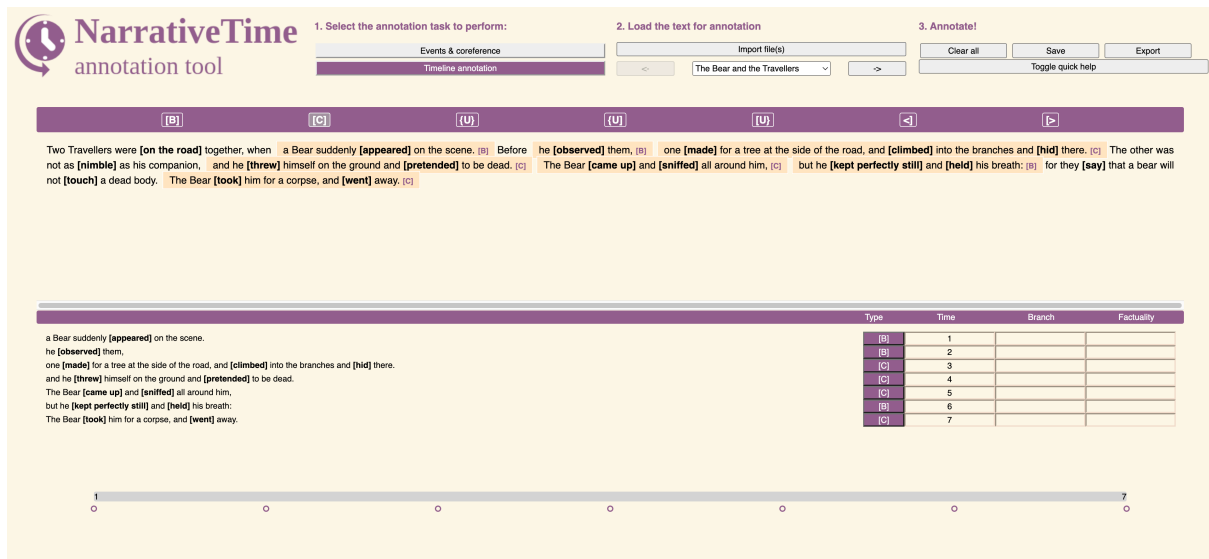 NarrativeTime
annotation tool
1. Select the annotation task to perform:
Events & coreference
Timeline annotation
2. Load the text for annotation
Import file(s)
<-
The Bear and the Travellers
->
3. Annotate!
Clear all Save Export
Toggle quick help
[B] [C] {U} {U] [U} <] [>
Two Travellers were [on the road] together, when a Bear suddenly [appeared] on the scene. [B] Before he [observed] them, [B] one [made] for a tree at the side of the road, and [climbed] into the branches and [hid] there. [C] The other was
not as [nimble] as his companion, and he [threw] himself on the ground and [pretended] to be dead. [C] The Bear [came up] and [sniffed] all around him, [C] but he [kept perfectly still] and [held] his breath: [B] for they [say] that a bear will
not [touch] a dead body. The Bear [took] him for a corpse, and [went] away. [C]
Type Time Branch Factuality
a Bear suddenly [appeared] on the scene. [B] 1
he [observed] them, [B] 2
one [made] for a tree at the side of the road, and [climbed] into the branches and [hid] there. [C] 3
and he [threw] himself on the ground and [pretended] to be dead. [C] 4
The Bear [came up] and [sniffed] all around him, [C] 5
but he [kept perfectly still] and [held] his breath: [B] 6
The Bear [took] him for a corpse, and [went] away. [C] 7
1 7